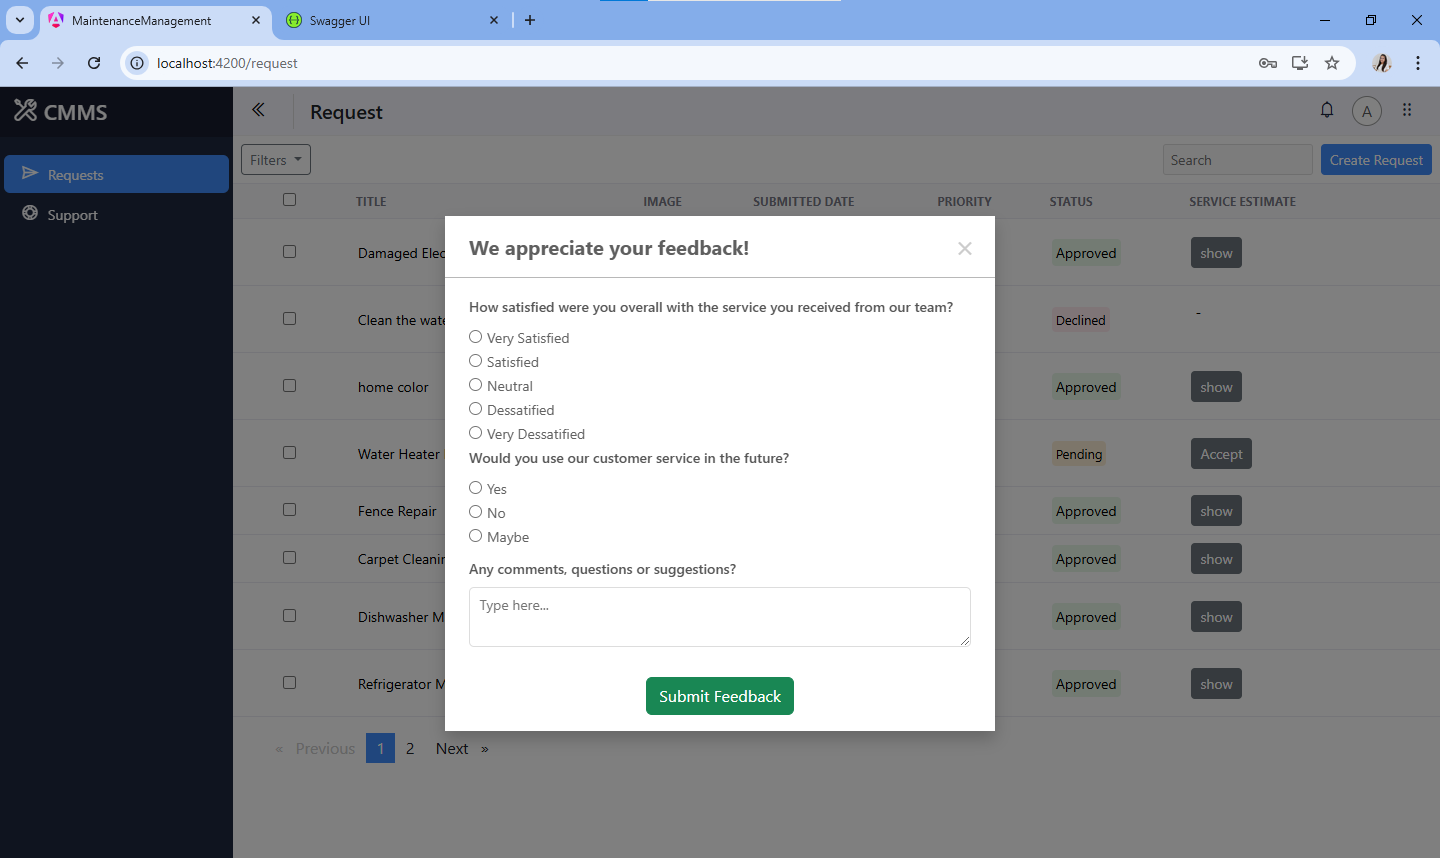 MaintenanceManagement
Swagger UI
localhost:4200/request
CMMS
Request
A
Requests
Support
Filters
Search
Create Request
TITLE IMAGE SUBMITTED DATE PRIORITY STATUS SERVICE ESTIMATE
Damaged Elec Approved show
Clean the wate Declined -
home color Approved show
Water Heater Pending Accept
Fence Repair Approved show
Carpet Cleanin Approved show
Dishwasher M Approved show
Refrigerator M Approved show
We appreciate your feedback!
How satisfied were you overall with the service you received from our team?
Very Satisfied
Satisfied
Neutral
Dessatified
Very Dessatified
Would you use our customer service in the future?
Yes
No
Maybe
Any comments, questions or suggestions?
Type here...
Submit Feedback
« Previous 1 2 Next »